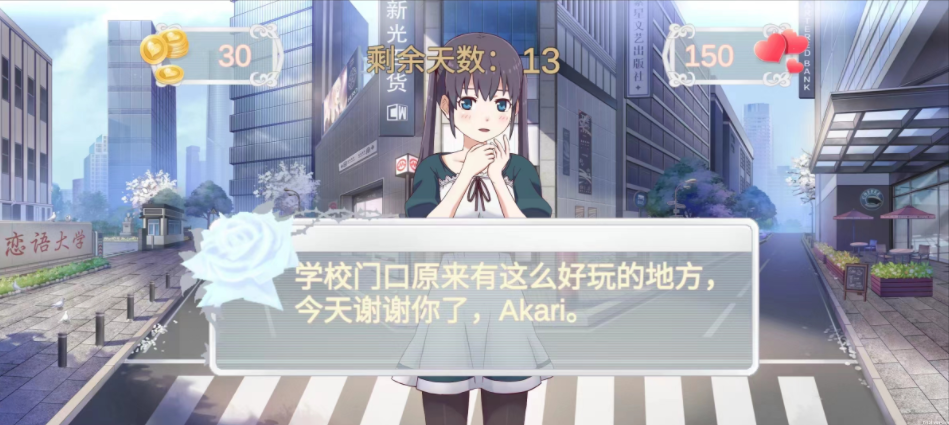 30
剩余天数： 13
150
新光
货
恋语大学
学校门口原来有这么好玩的地方，
今天谢谢你了，Akari。
BANK